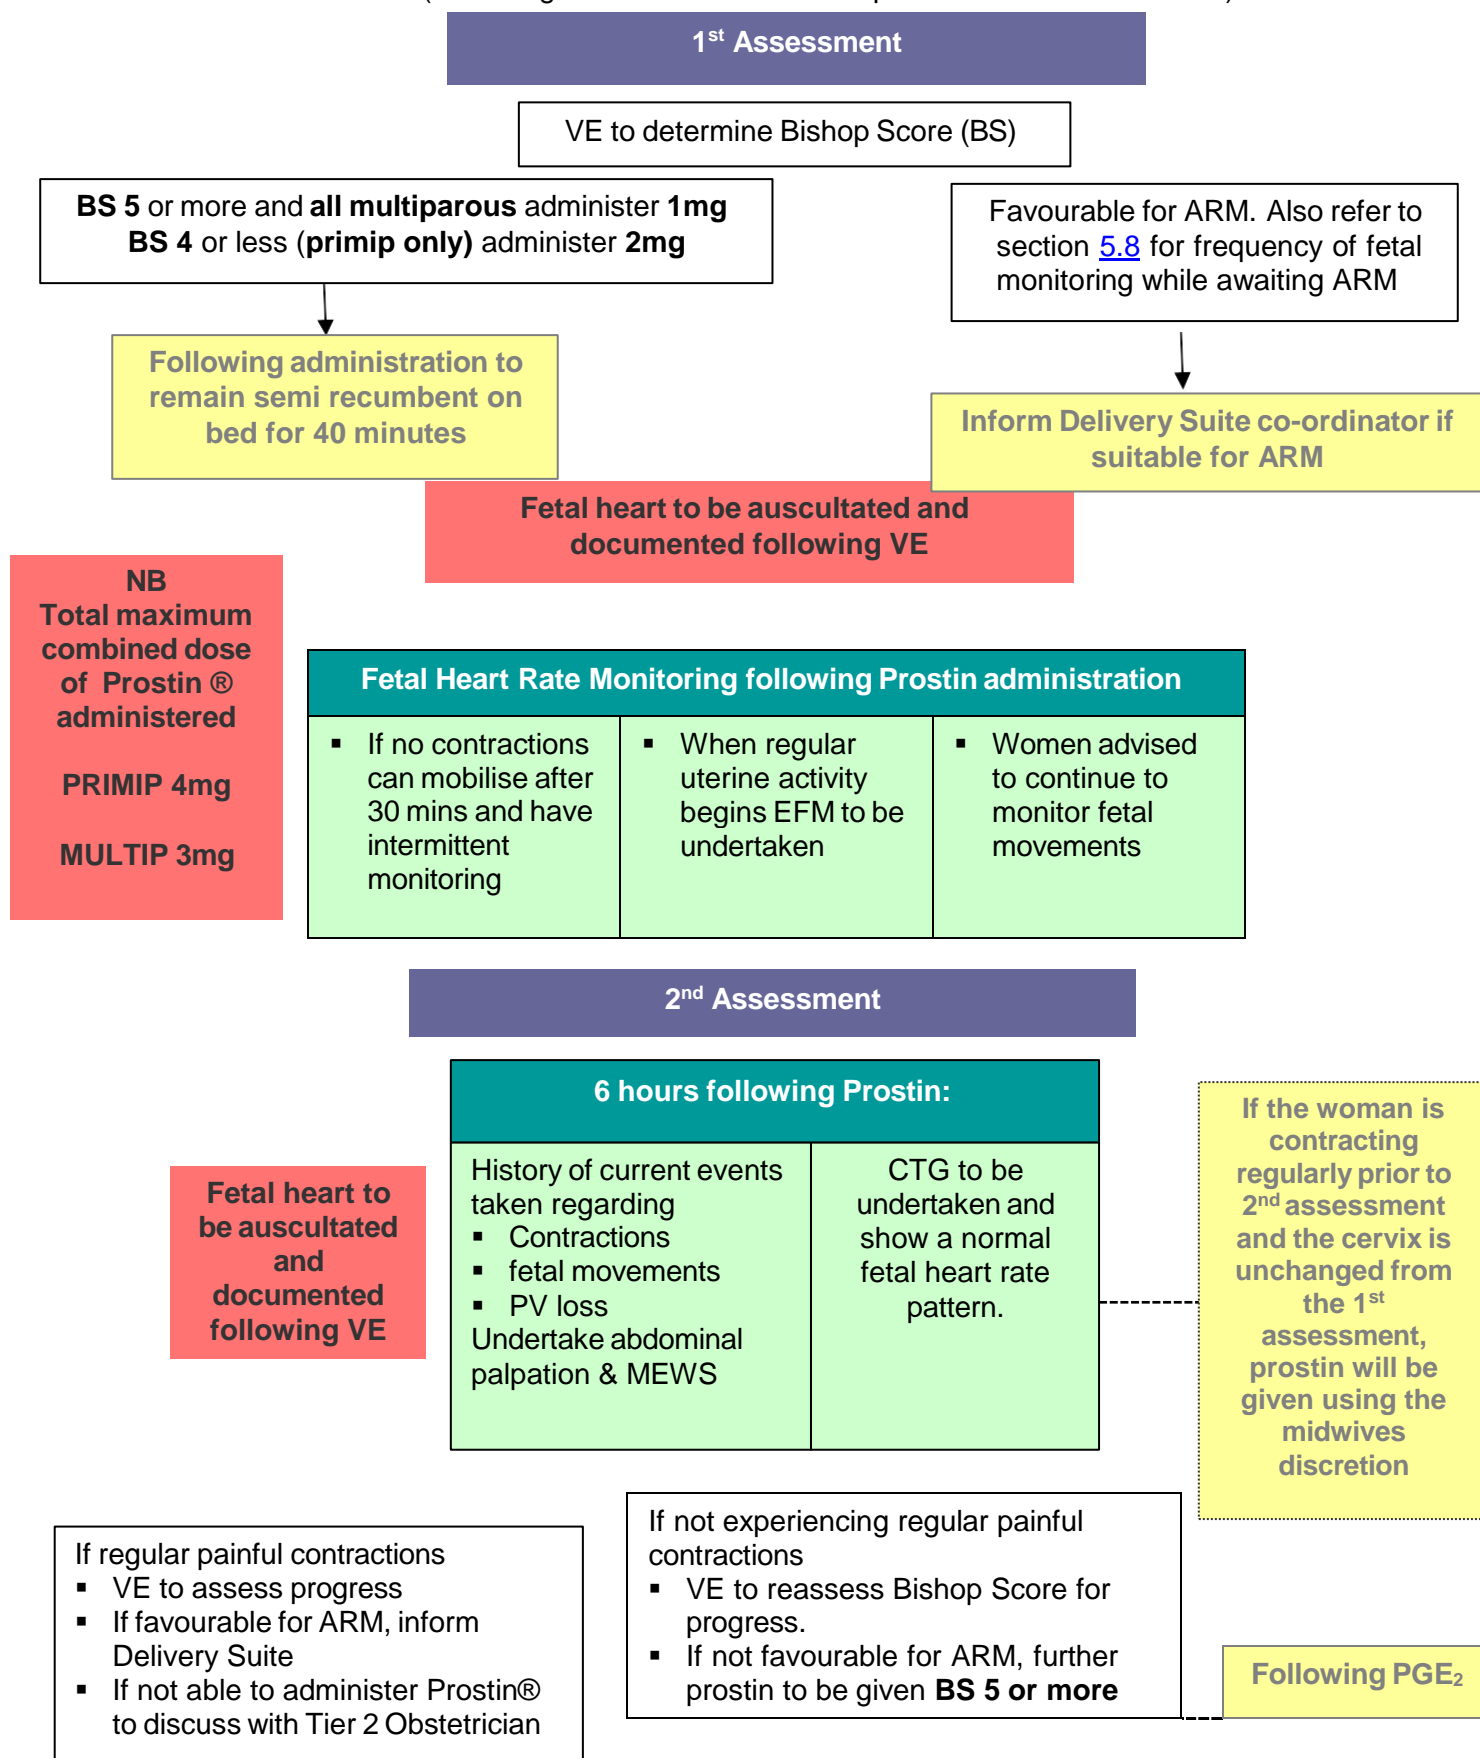 1st Assessment
VE to determine Bishop Score (BS)
BS 5 or more and all multiparous administer 1mg
BS 4 or less (primip only) administer 2mg
Favourable for ARM. Also refer to
section 5.8 for frequency of fetal
monitoring while awaiting ARM
Following administration to
remain semi recumbent on
bed for 40 minutes
Inform Delivery Suite co-ordinator if
suitable for ARM
Fetal heart to be auscultated and
documented following VE
NB
Total maximum
combined dose
of Prostin ®
administered
PRIMIP 4mg
MULTIP 3mg
Fetal Heart Rate Monitoring following Prostin administration
▪ If no contractions
can mobilise after
30 mins and have
intermittent
monitoring
▪ When regular
uterine activity
begins EFM to be
undertaken
▪ Women advised
to continue to
monitor fetal
movements
2nd Assessment
6 hours following Prostin:
History of current events
taken regarding
▪ Contractions
▪ fetal movements
▪ PV loss
Undertake abdominal
palpation & MEWS
CTG to be
undertaken and
show a normal
fetal heart rate
pattern.
Fetal heart to
be auscultated
and
documented
following VE
If the woman is
contracting
regularly prior to
2nd assessment
and the cervix is
unchanged from
the 1st
assessment,
prostin will be
given using the
midwives
discretion
If regular painful contractions
▪ VE to assess progress
▪ If favourable for ARM, inform
Delivery Suite
▪ If not able to administer Prostin®
to discuss with Tier 2 Obstetrician
If not experiencing regular painful
contractions
▪ VE to reassess Bishop Score for
progress.
▪ If not favourable for ARM, further
prostin to be given BS 5 or more
Following PGE2